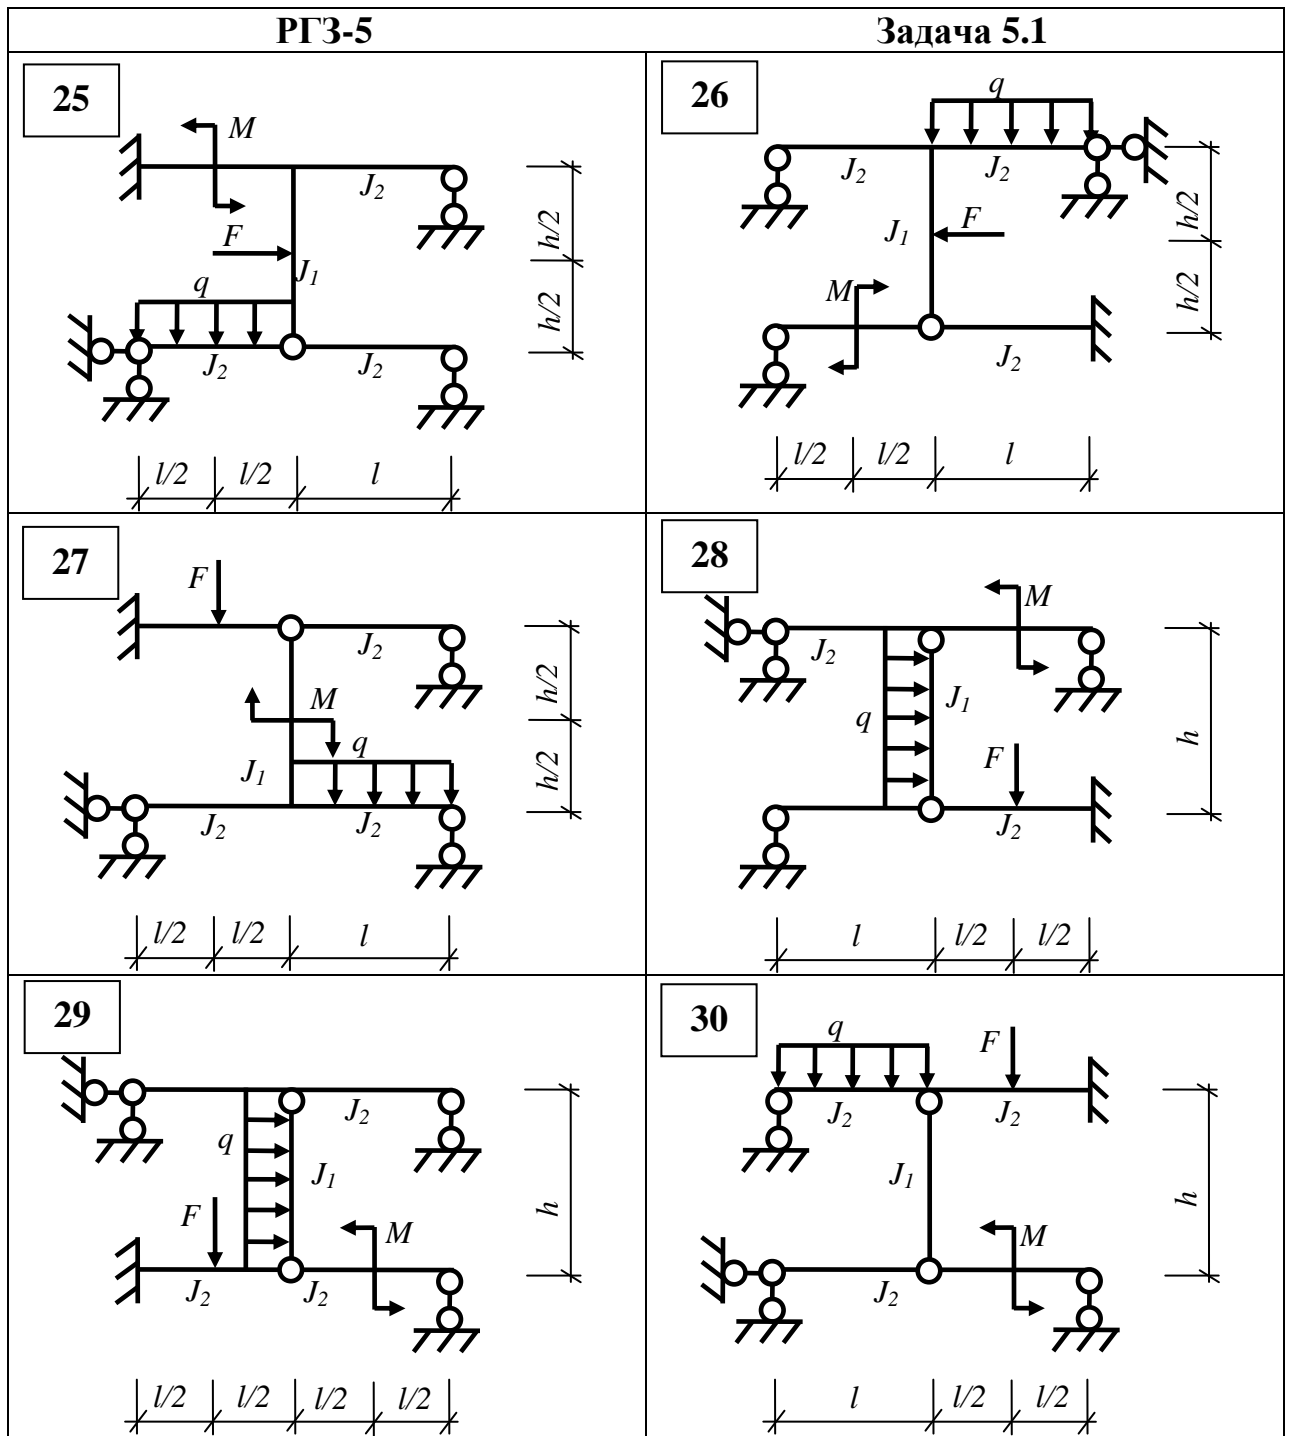 РГЗ-5 Задача 5.1
25
M
J₂
F
h/2
J₁
q
h/2
J₂ J₂
l/2 l/2 l
26
q
J₂ J₂
J₁ F
h/2
M
h/2
J₂
l/2 l/2 l
27
F
J₂
h/2
M
q
J₁
h/2
J₂ J₂
l/2 l/2 l
28
M
J₂
J₁
q
h
F
J₂
l l/2 l/2
29
J₂
q
J₁
h
F
M
J₂ J₂
l/2 l/2 l/2 l/2
30
q
F
J₂ J₂
J₁
h
M
J₂
l l/2 l/2